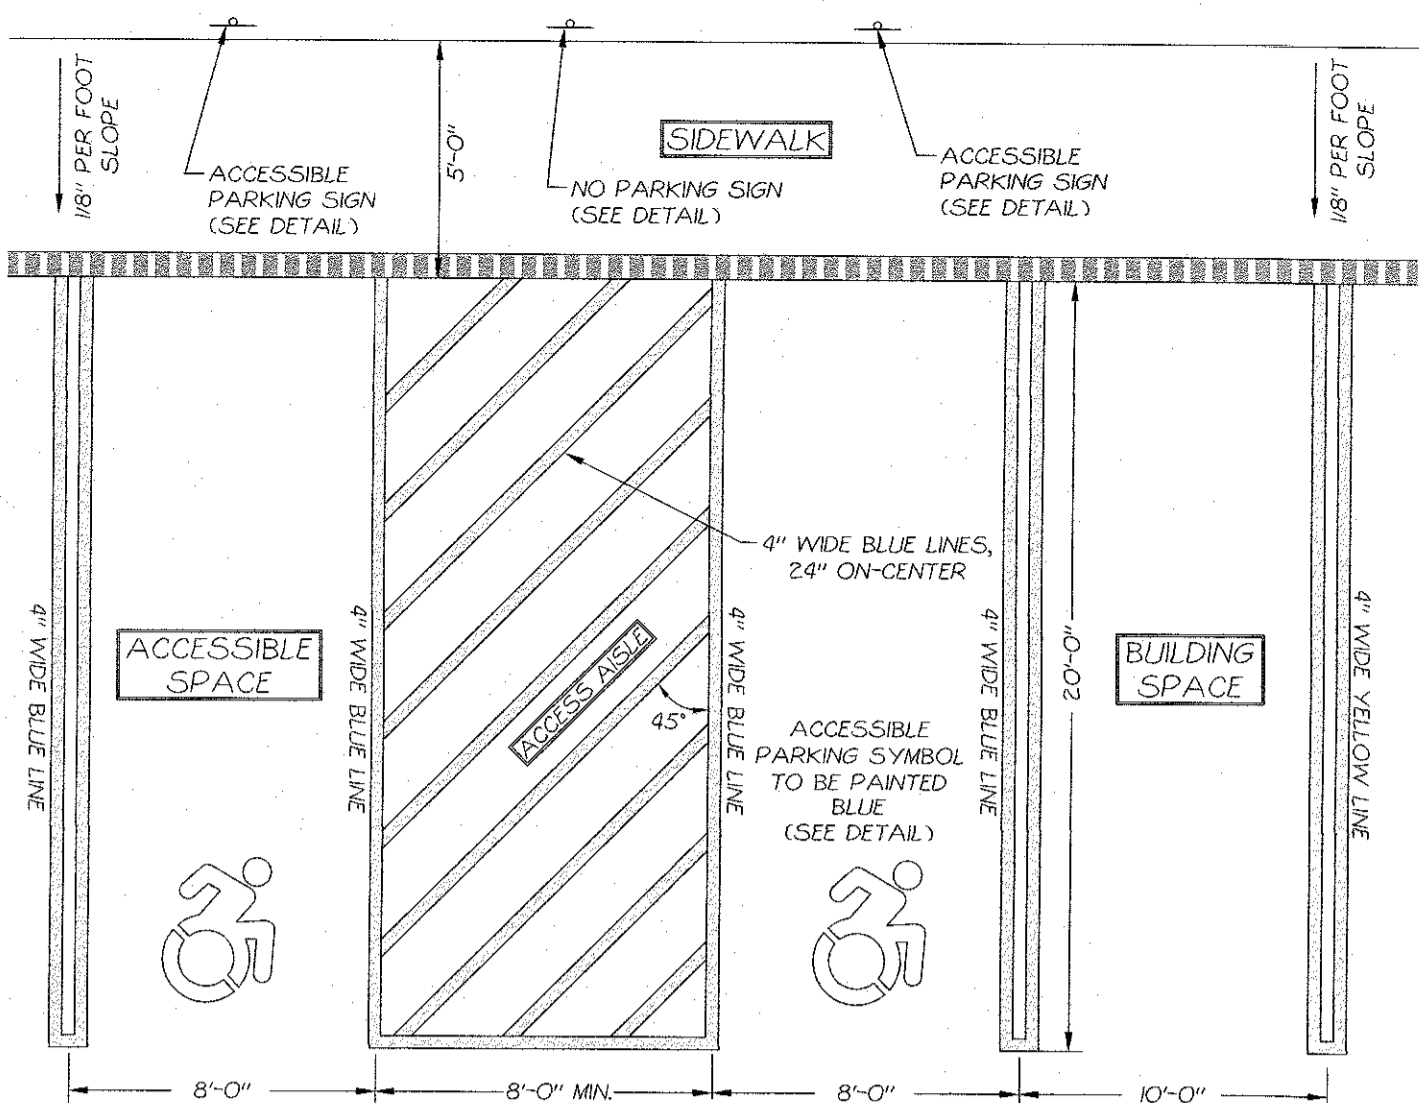 1/8" PER FOOT
SLOPE
ACCESSIBLE
PARKING SIGN
(SEE DETAIL)
5'-0"
SIDEWALK
NO PARKING SIGN
(SEE DETAIL)
ACCESSIBLE
PARKING SIGN
(SEE DETAIL)
1/8" PER FOOT
SLOPE
4" WIDE BLUE LINES,
24" ON-CENTER
4" WIDE BLUE LINE
ACCESSIBLE
SPACE
4" WIDE BLUE LINE
ACCESS AISLE
45°
4" WIDE BLUE LINE
ACCESSIBLE
PARKING SYMBOL
TO BE PAINTED
BLUE
(SEE DETAIL)
4" WIDE BLUE LINE
20'-0"
BUILDING
SPACE
4" WIDE YELLOW LINE
8'-0"
8'-0" MIN.
8'-0"
10'-0"